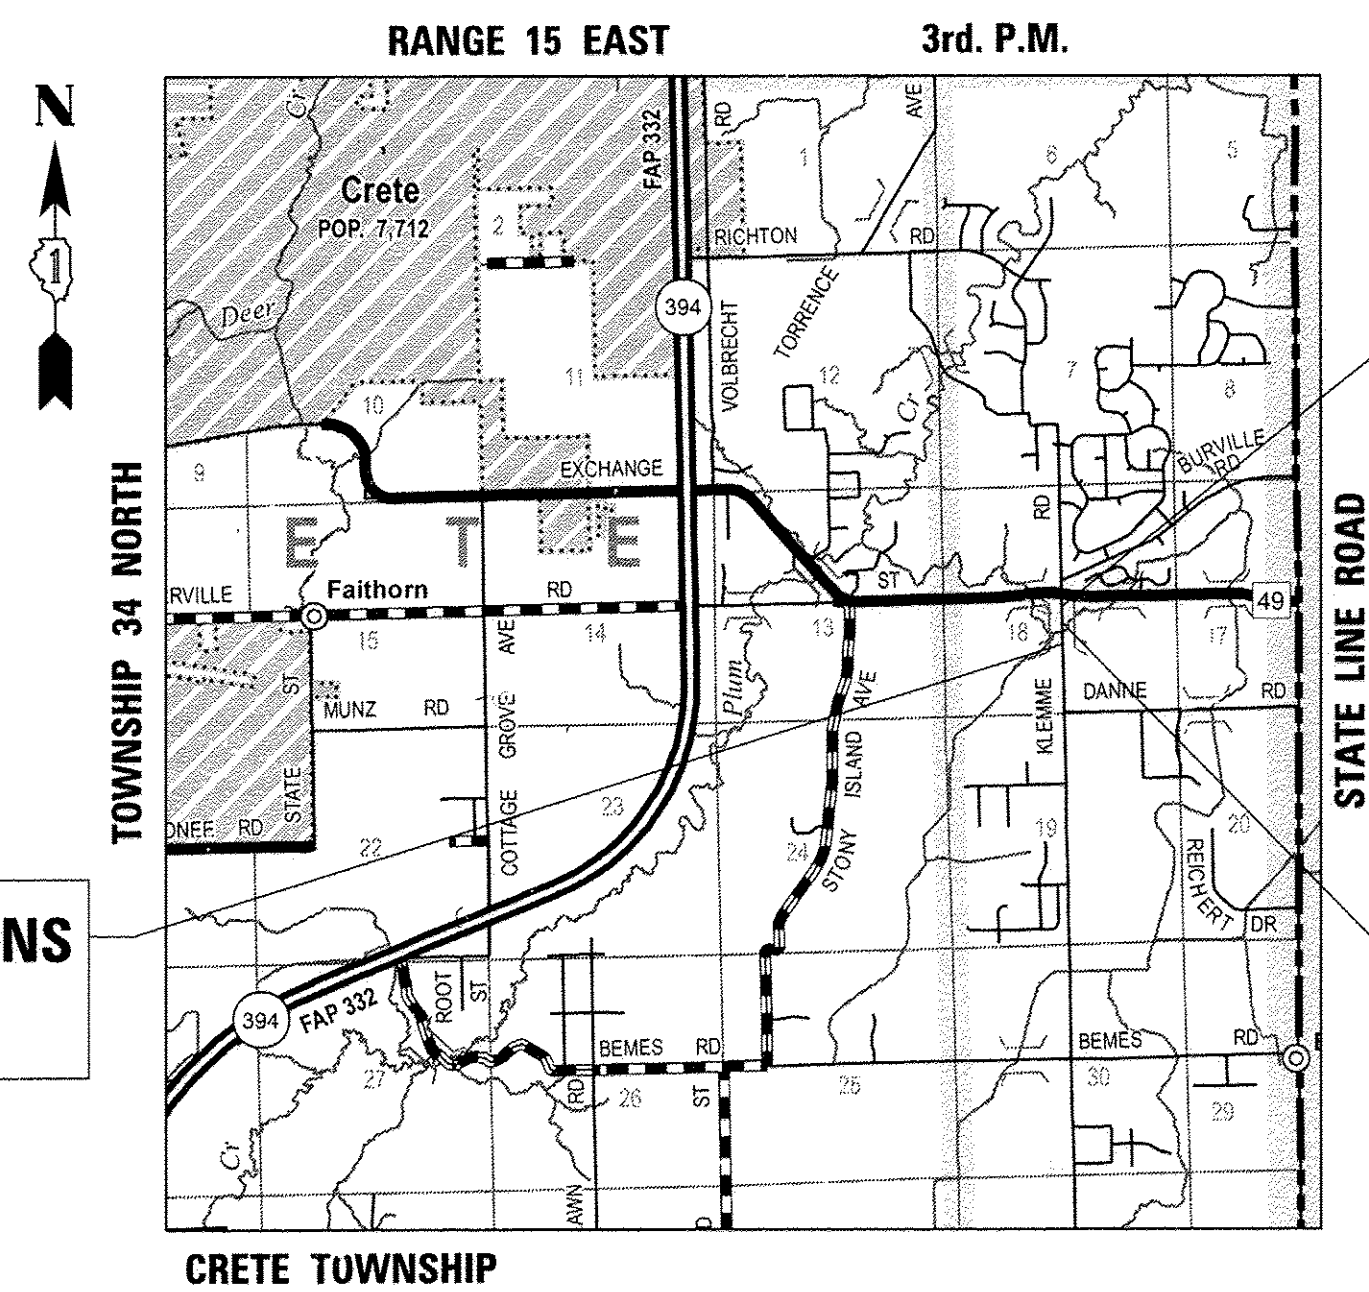 RANGE 15 EAST 3rd. P.M.
N
1
Cr
FAP 332
RD
AVE
1
6
5
Crete
POP. 7,712
2
RICHTON RD
Deer
394
VOLBRECHT
TORRENCE
10
11
12
Cr
7
8
9
EXCHANGE
BURVILLE
RD
RD
E T E
ST
49
RVILLE
Faithorn
RD
15
14
13
18
17
AVE
ST
MUNZ RD
GROVE
Plum
AVE
KLEMME
DANNE RD
STATE
ISLAND
23
ONEE RD
22
COTTAGE
24
STONY
19
20
REICHERT
DR
NS
ROOT
ST
394
FAP 332
BEMES RD
BEMES RD
27
RD
26
ST
25
30
29
Cr
AWN
D
TOWNSHIP 34 NORTH
STATE LINE ROAD
CRETE TOWNSHIP